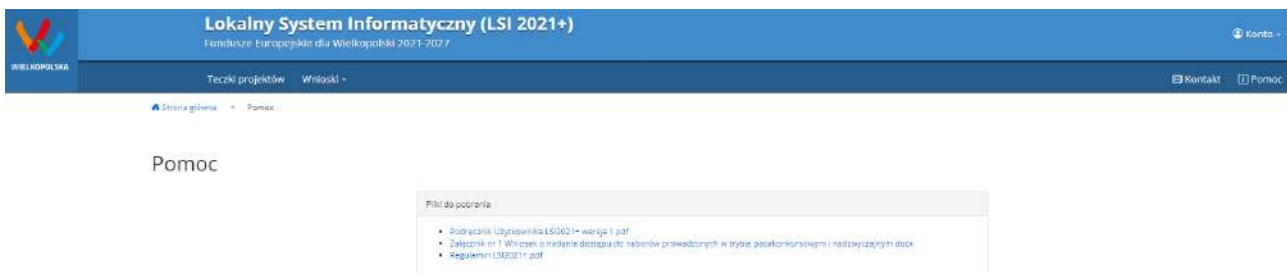 Lokalny System Informatyczny (LSI 2021+)
Fundusze Europejskie dla Wielkopolski 2021-2027
Konto
WIELKOPOLSKA
Teczki projektów Wnioski
Kontakt Pomoc
Strona główna Pomoc
Pomoc
Pliki do pobrania
Podręcznik Użytkownika LSI2021+ wersja 1.pdf
Załącznik nr 1 Wniosek o nadanie dostępu do naborów prowadzonych w trybie pozakonkursowym i nadzwyczajnym.docx
Regulamin LSI2021+.pdf